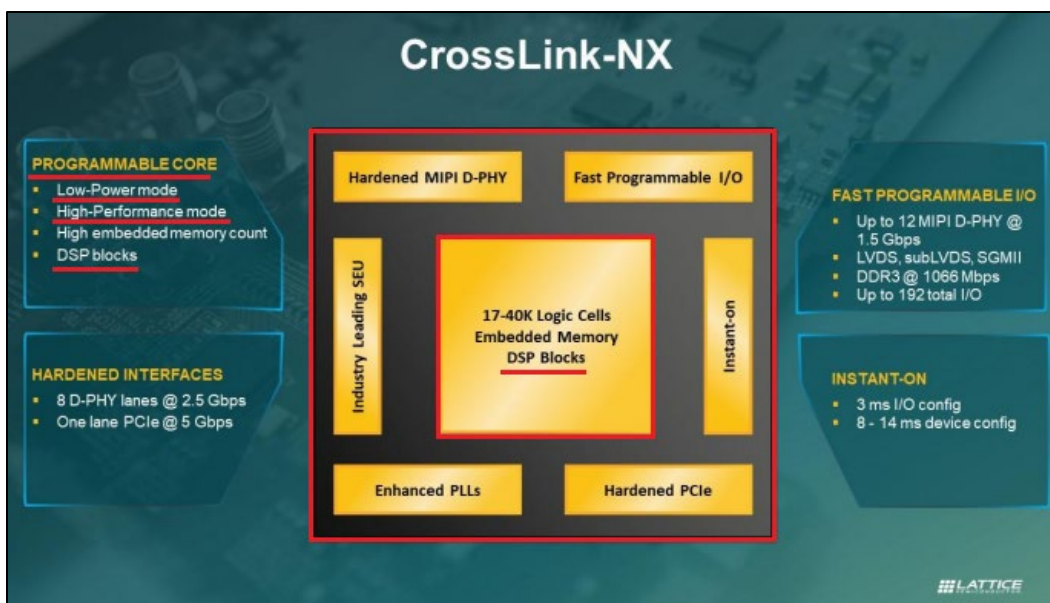 CrossLink-NX
PROGRAMMABLE CORE
▪ Low-Power mode
▪ High-Performance mode
▪ High embedded memory count
▪ DSP blocks
HARDENED INTERFACES
▪ 8 D-PHY lanes @ 2.5 Gbps
▪ One lane PCIe @ 5 Gbps
Hardened MIPI D-PHY
Fast Programmable I/O
Industry Leading SEU
17-40K Logic Cells
Embedded Memory
DSP Blocks
Instant-on
Enhanced PLLs
Hardened PCIe
FAST PROGRAMMABLE I/O
▪ Up to 12 MIPI D-PHY @
1.5 Gbps
▪ LVDS, subLVDS, SGMII
▪ DDR3 @ 1066 Mbps
▪ Up to 192 total I/O
INSTANT-ON
▪ 3 ms I/O config
▪ 8 - 14 ms device config
LATTICE
SEMICONDUCTOR